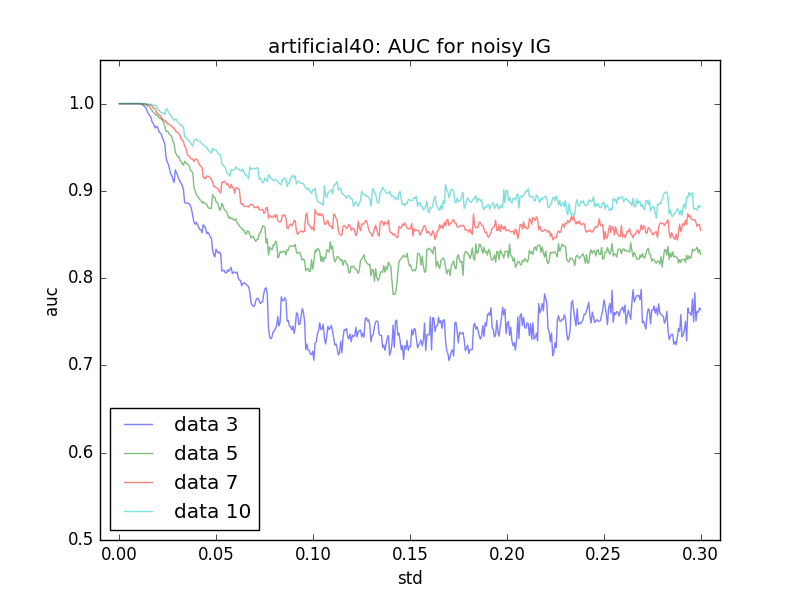 artificial40: AUC for noisy IG
1.0
0.9
0.8
0.7
0.6
0.5
auc
data 3
data 5
data 7
data 10
0.00 0.05 0.10 0.15 0.20 0.25 0.30
std